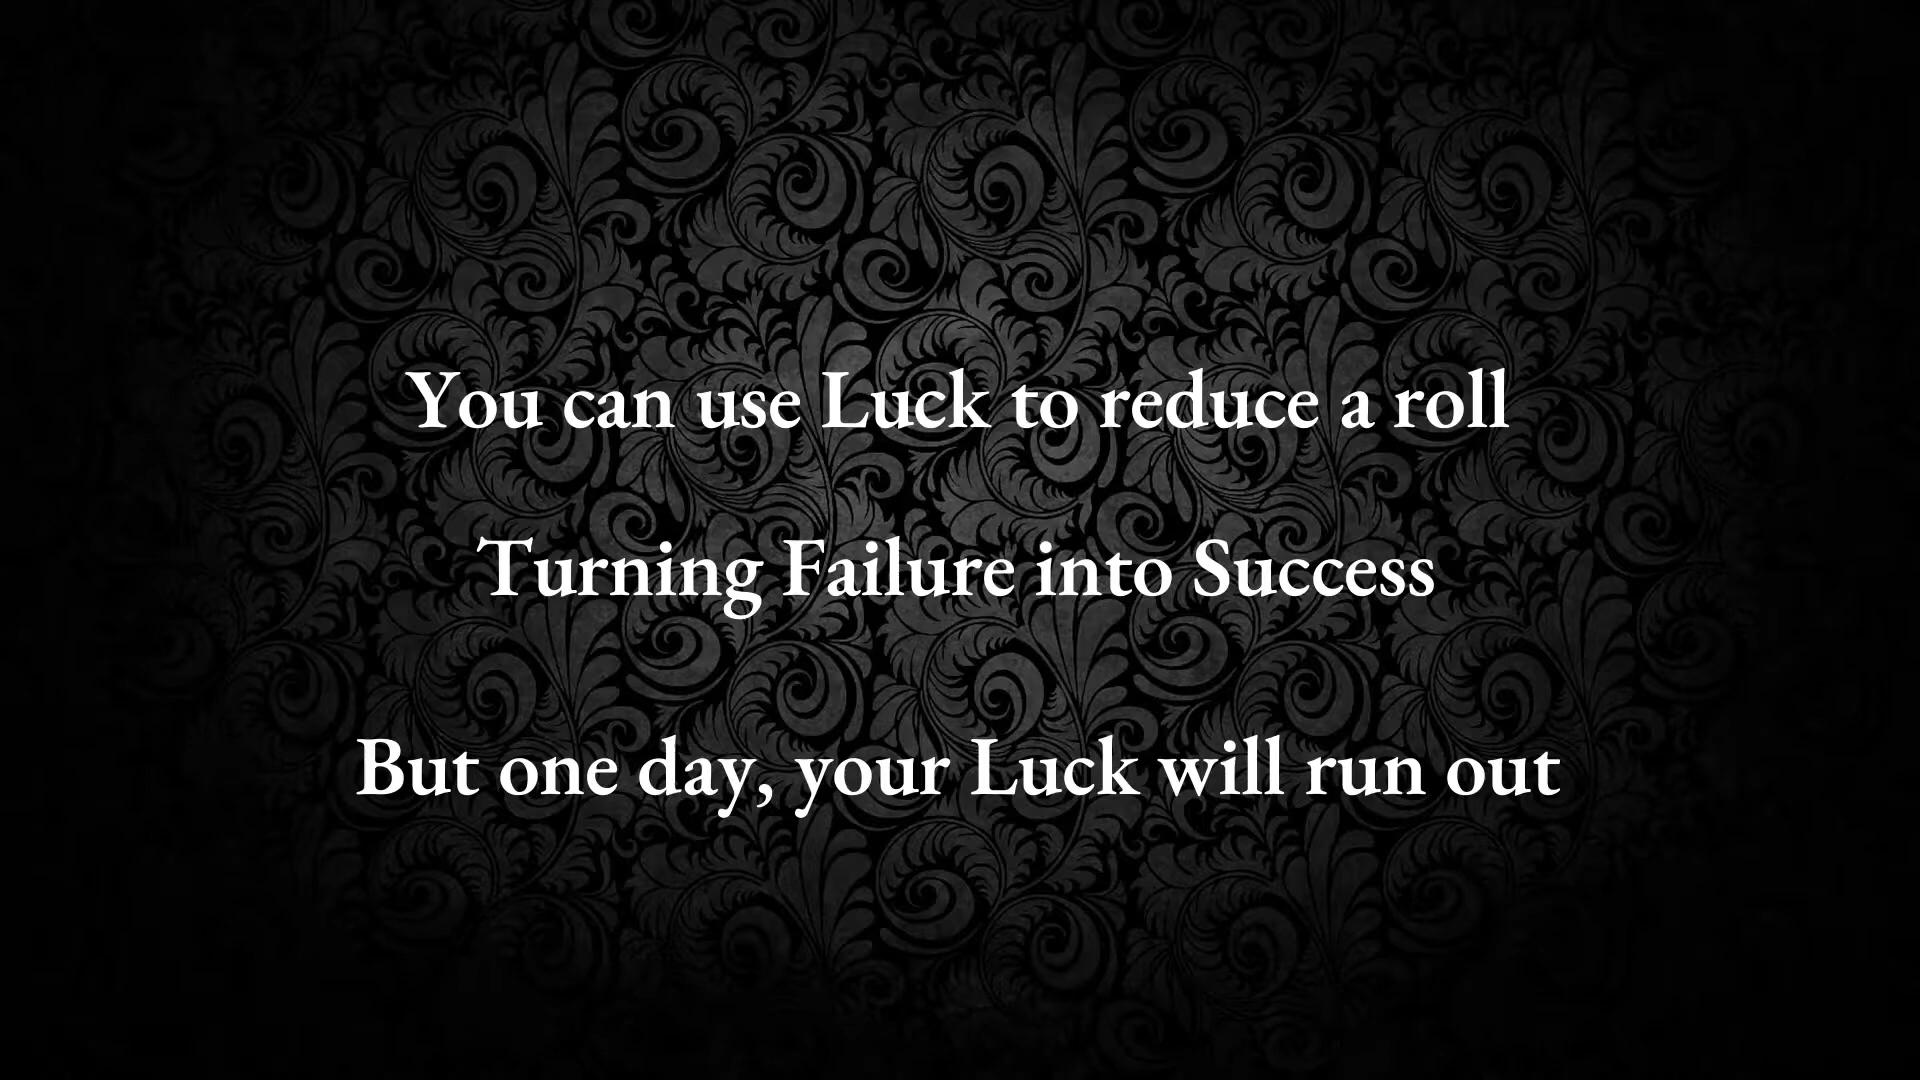 You can use Luck to reduce a roll
Turning Failure into Success
But one day, your Luck will run out